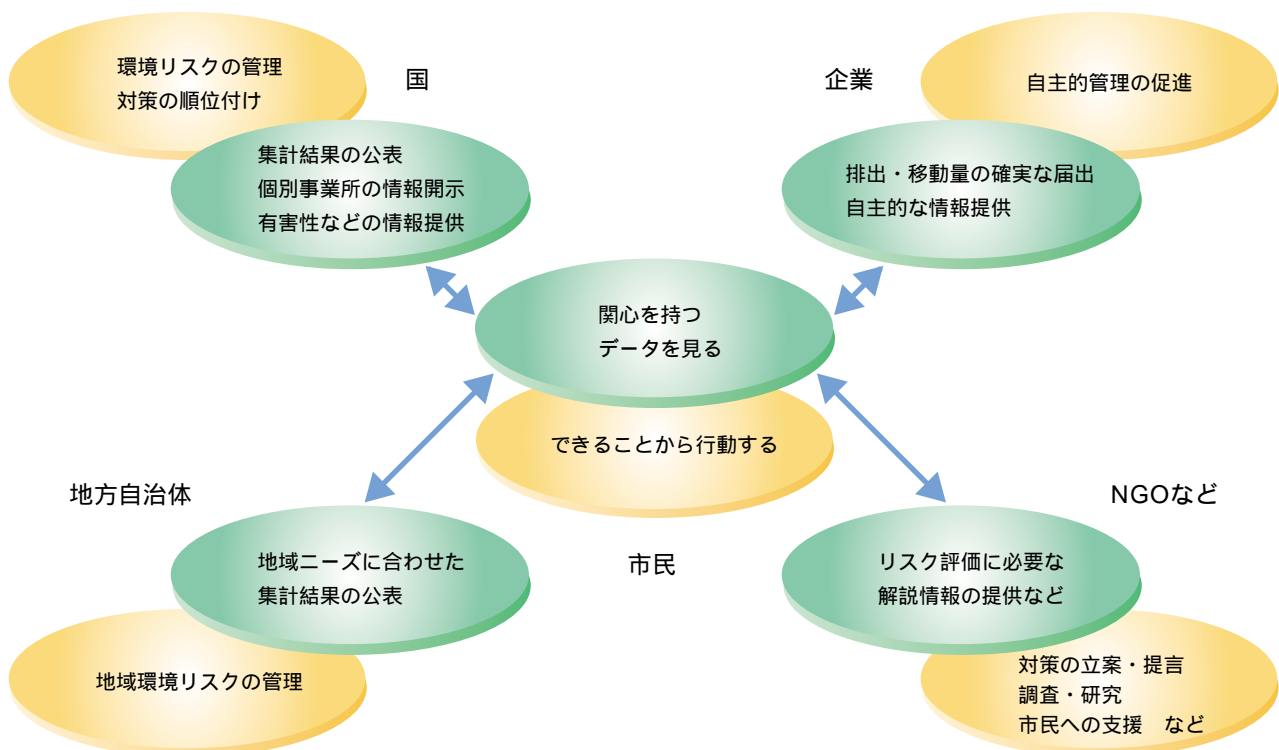 環境リスクの管理
対策の順位付け
国
集計結果の公表
個別事業所の情報開示
有害性などの情報提供
企業
自主的管理の促進
排出・移動量の確実な届出
自主的な情報提供
関心を持つ
データを見る
できることから行動する
市民
地方自治体
地域ニーズに合わせた
集計結果の公表
地域環境リスクの管理
NGOなど
リスク評価に必要な
解説情報の提供など
対策の立案・提言
調査・研究
市民への支援　など